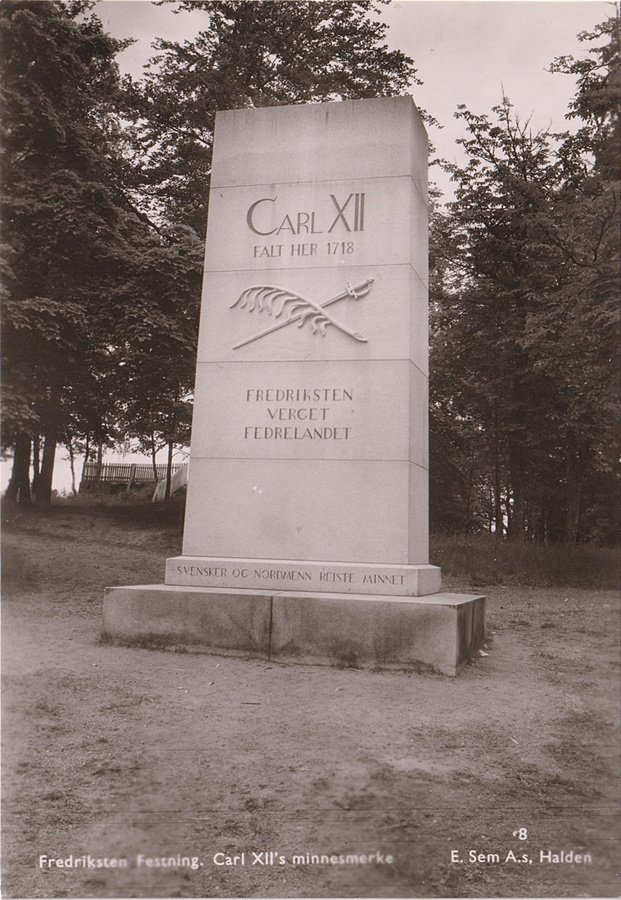 CARL XII
FALT HER 1718
FREDRIKSTEN
VERGET
FEDRELANDET
SVENSKER OG NORDMENN REISTE MINNET
8
Fredriksten Festning. Carl XII's minnesmerke
E. Sem A.s, Halden